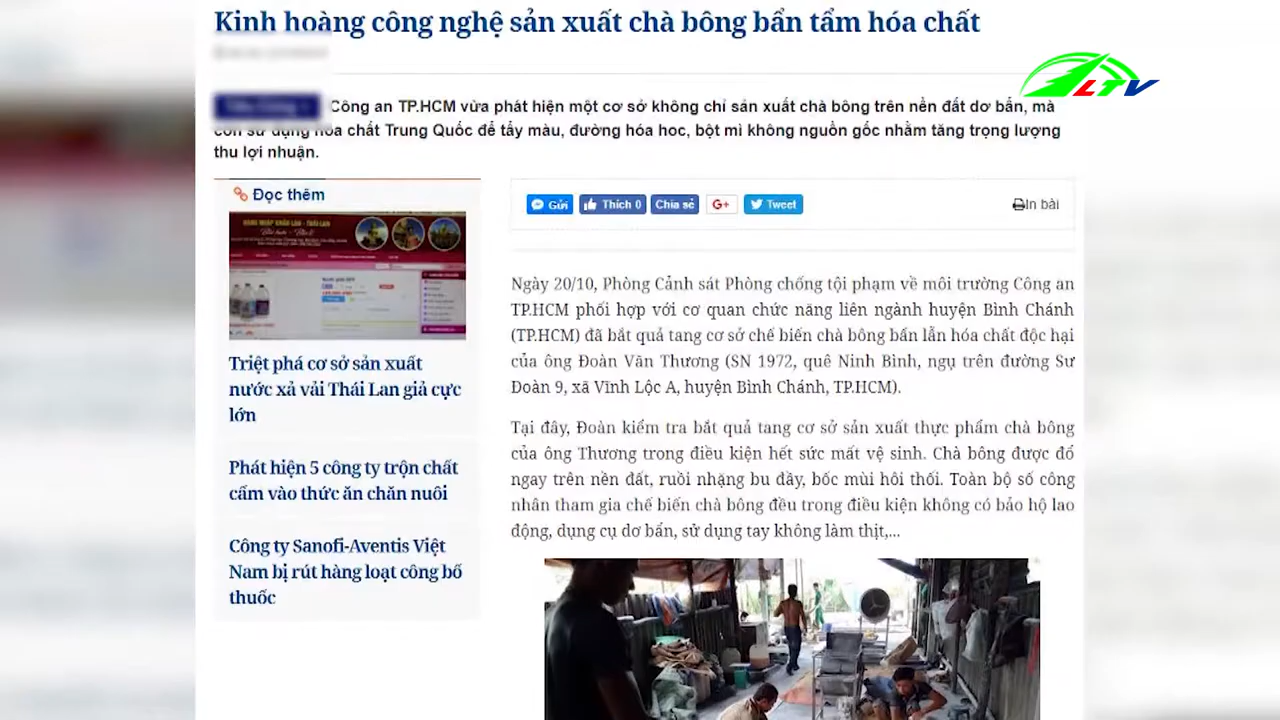 Kinh hoàng công nghệ sản xuất chà bông bẩn tẩm hóa chất
LTV
Công an TP.HCM vừa phát hiện một cơ sở không chỉ sản xuất chà bông trên nền đất dơ bẩn, mà
còn sử dụng hóa chất Trung Quốc để tẩy màu, đường hóa học, bột mì không nguồn gốc nhằm tăng trọng lượng
thu lợi nhuận.
Đọc thêm
Gửi
Thích 0
Chia sẻ
G+
Tweet
In bài
HÀNG NHẬP KHẨU LAN - THÁI LAN
Triệt phá cơ sở sản xuất
nước xả vải Thái Lan giả cực
lớn
Phát hiện 5 công ty trộn chất
cấm vào thức ăn chăn nuôi
Công ty Sanofi-Aventis Việt
Nam bị rút hàng loạt công bố
thuốc
Ngày 20/10, Phòng Cảnh sát Phòng chống tội phạm về môi trường Công an
TP.HCM phối hợp với cơ quan chức năng liên ngành huyện Bình Chánh
(TP.HCM) đã bắt quả tang cơ sở chế biến chà bông bẩn lẫn hóa chất độc hại
của ông Đoàn Văn Thương (SN 1972, quê Ninh Bình, ngụ trên đường Sư
Đoàn 9, xã Vĩnh Lộc A, huyện Bình Chánh, TP.HCM).
Tại đây, Đoàn kiểm tra bắt quả tang cơ sở sản xuất thực phẩm chà bông
của ông Thương trong điều kiện hết sức mất vệ sinh. Chà bông được đổ
ngay trên nền đất, ruồi nhặng bu đầy, bốc mùi hôi thối. Toàn bộ số công
nhân tham gia chế biến chà bông đều trong điều kiện không có bảo hộ lao
động, dụng cụ dơ bẩn, sử dụng tay không làm thịt,...